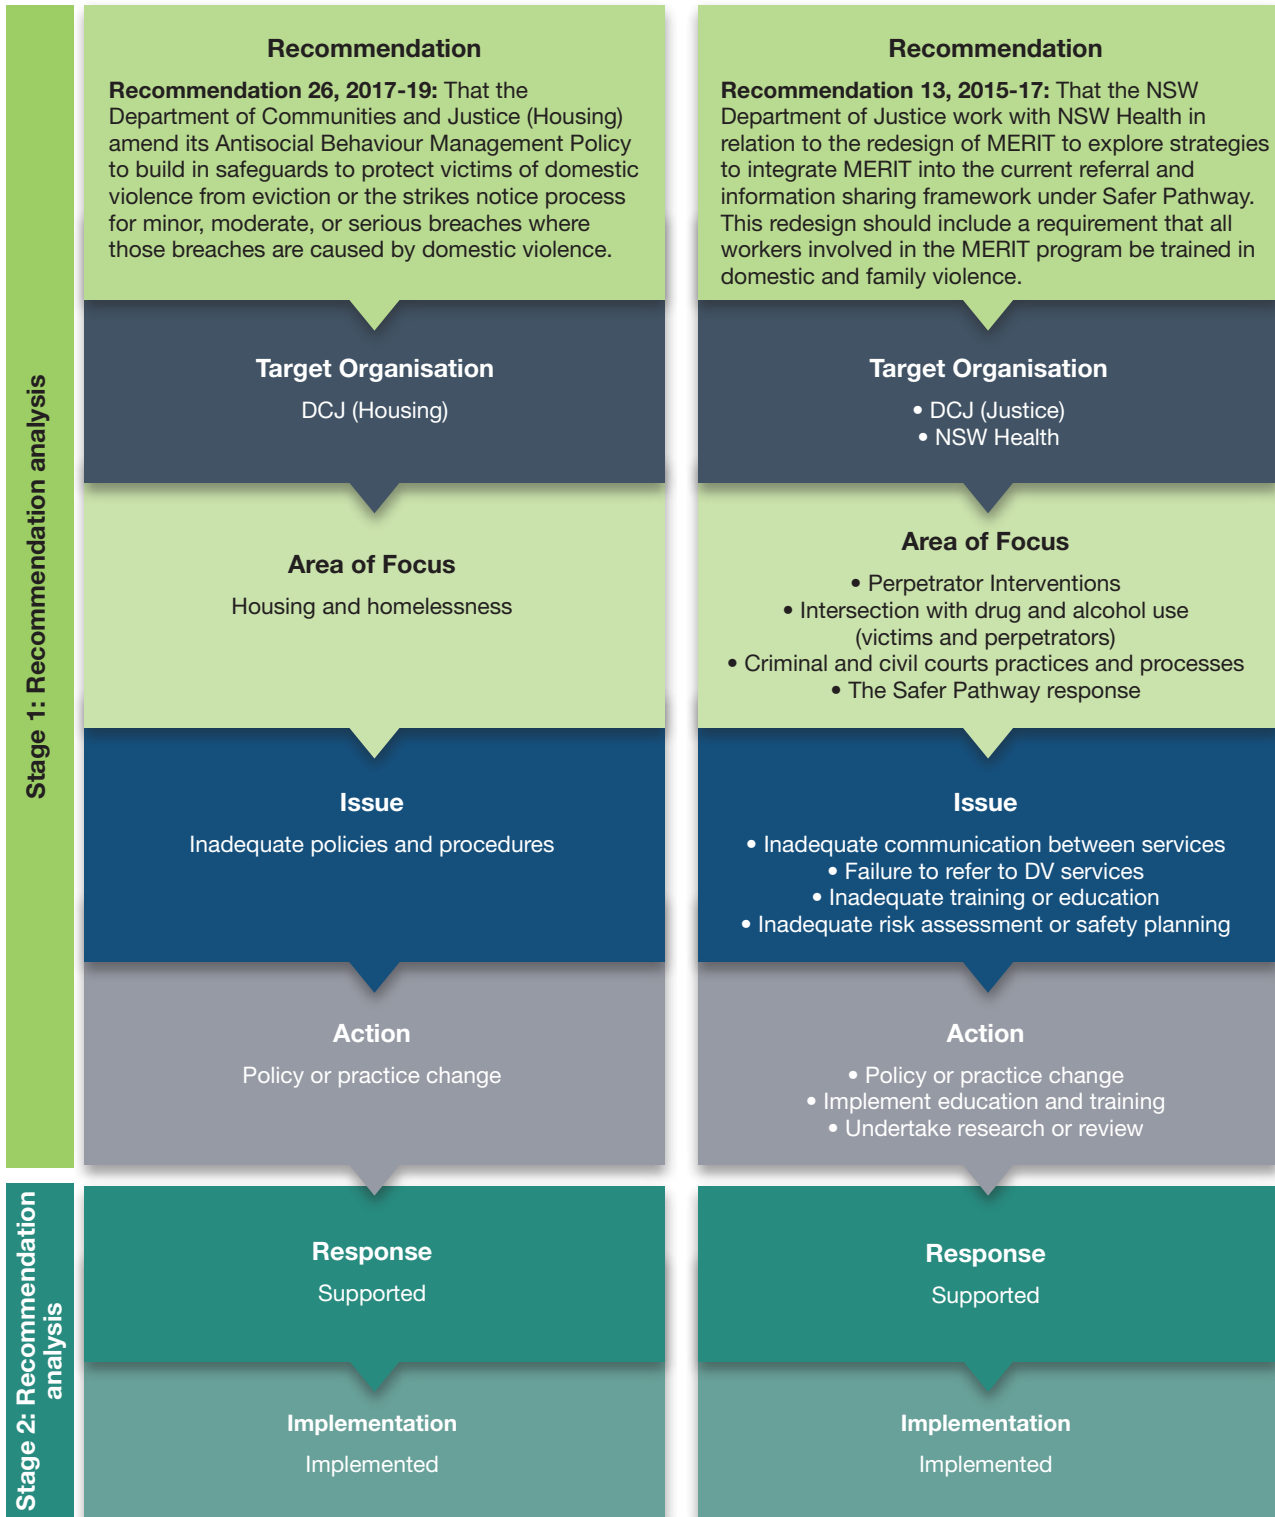 Stage 1: Recommendation analysis
Recommendation
Recommendation 26, 2017-19: That the
Department of Communities and Justice (Housing)
amend its Antisocial Behaviour Management Policy
to build in safeguards to protect victims of domestic
violence from eviction or the strikes notice process
for minor, moderate, or serious breaches where
those breaches are caused by domestic violence.
Target Organisation
DCJ (Housing)
Area of Focus
Housing and homelessness
Issue
Inadequate policies and procedures
Action
Policy or practice change
Recommendation
Recommendation 13, 2015-17: That the NSW
Department of Justice work with NSW Health in
relation to the redesign of MERIT to explore strategies
to integrate MERIT into the current referral and
information sharing framework under Safer Pathway.
This redesign should include a requirement that all
workers involved in the MERIT program be trained in
domestic and family violence.
Target Organisation
• DCJ (Justice)
• NSW Health
Area of Focus
• Perpetrator Interventions
• Intersection with drug and alcohol use
(victims and perpetrators)
• Criminal and civil courts practices and processes
• The Safer Pathway response
Issue
• Inadequate communication between services
• Failure to refer to DV services
• Inadequate training or education
• Inadequate risk assessment or safety planning
Action
• Policy or practice change
• Implement education and training
• Undertake research or review
Stage 2: Recommendation
analysis
Response
Supported
Implementation
Implemented
Response
Supported
Implementation
Implemented